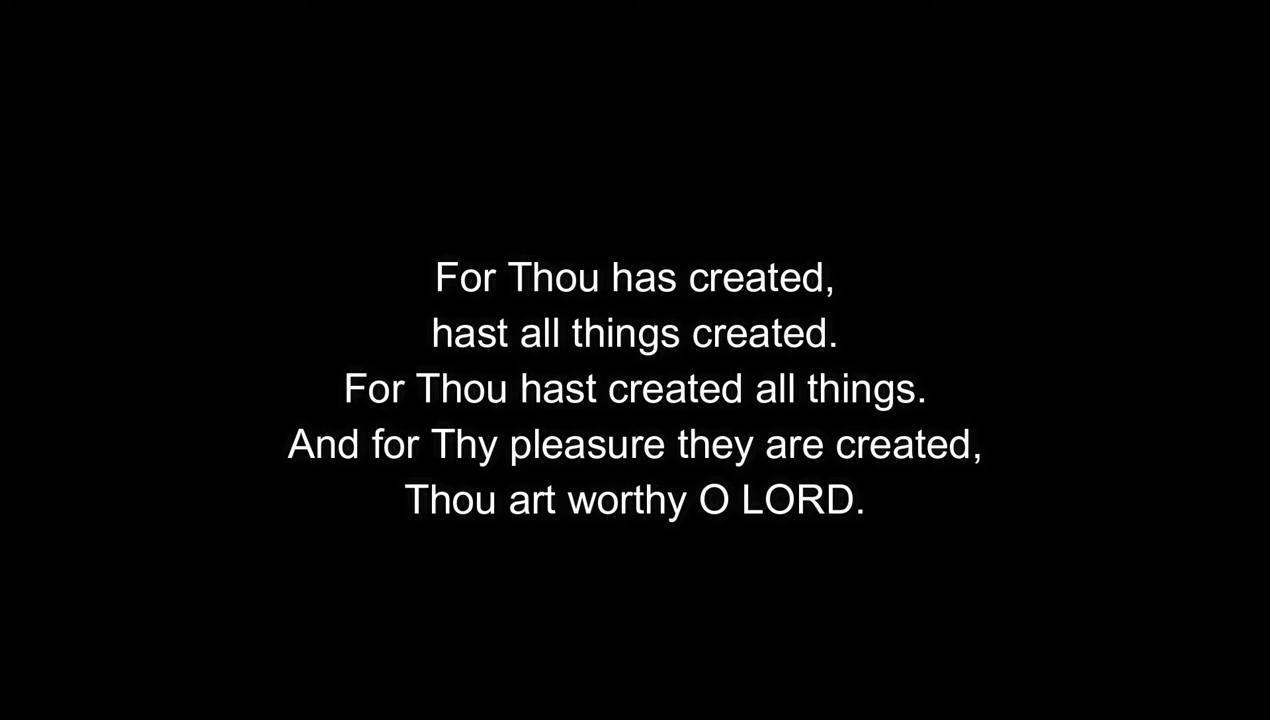 For Thou has created,
hast all things created.
For Thou hast created all things.
And for Thy pleasure they are created,
Thou art worthy O LORD.